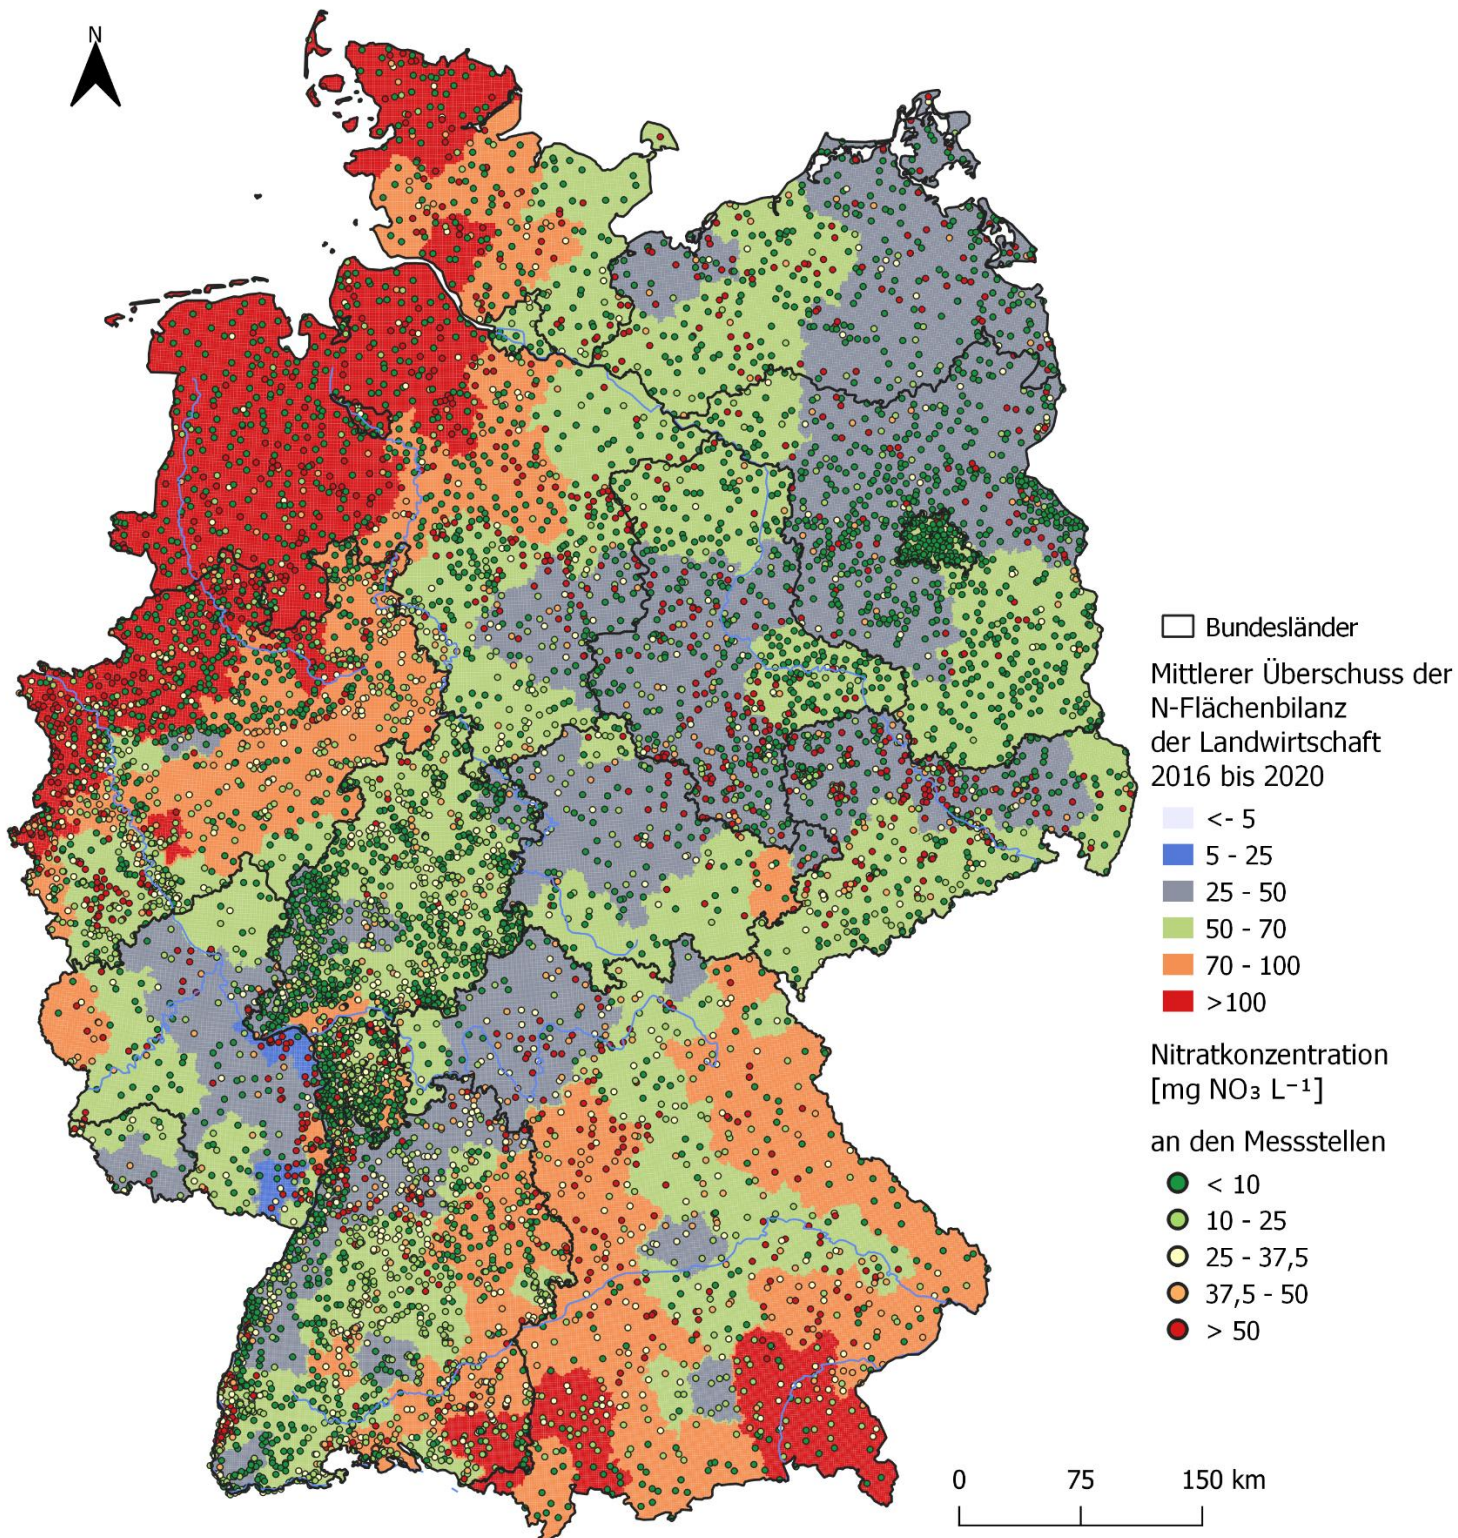 N
Bundesländer
Mittlerer Überschuss der
N-Flächenbilanz
der Landwirtschaft
2016 bis 2020
<- 5
5 - 25
25 - 50
50 - 70
70 - 100
>100
Nitratkonzentration
[mg NO₃ L⁻¹]
an den Messstellen
< 10
10 - 25
25 - 37,5
37,5 - 50
> 50
0 75 150 km